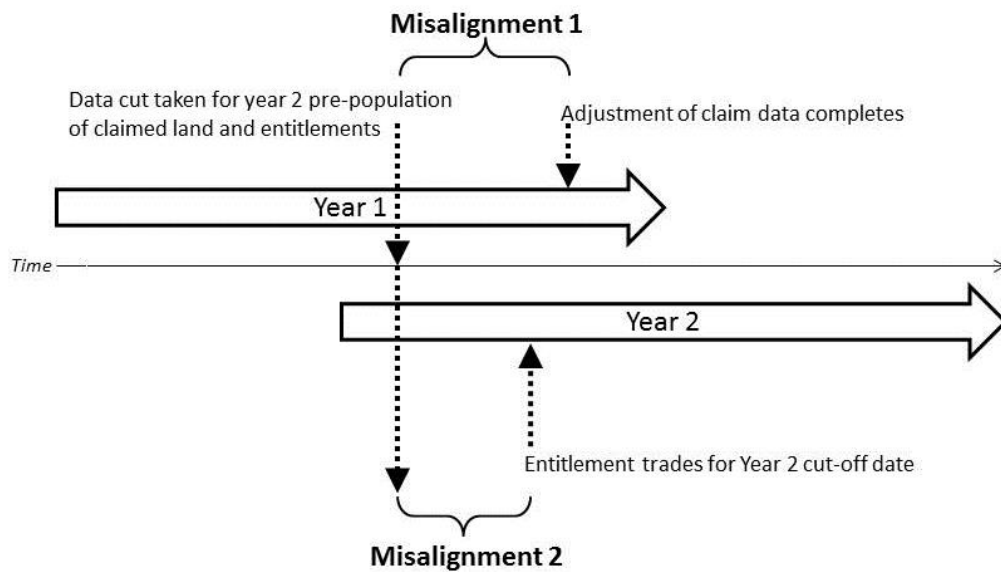 Misalignment 1
Data cut taken for year 2 pre-population
of claimed land and entitlements
Adjustment of claim data completes
Year 1
Time
Year 2
Entitlement trades for Year 2 cut-off date
Misalignment 2